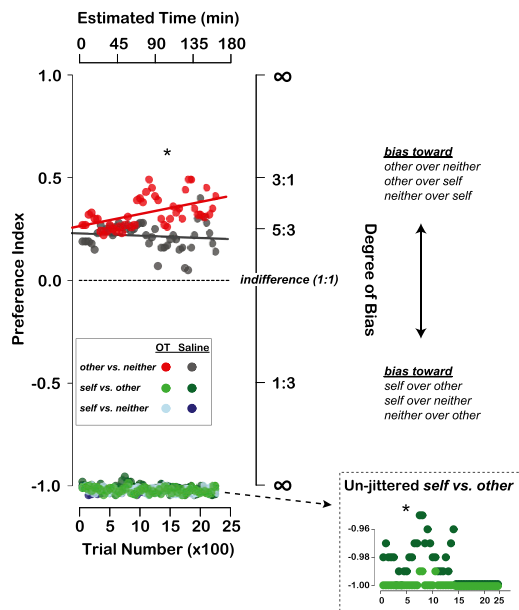 Estimated Time (min)
0 45 90 135 180
Preference Index
1.0
0.5
0.0
-0.5
-1.0
*
∞
3:1
5:3
indifference (1:1)
1:3
∞
Degree of Bias
bias toward
other over neither
other over self
neither over self
bias toward
self over other
self over neither
neither over other
OT Saline
other vs. neither
self vs. other
self vs. neither
0 5 10 15 20 25
Trial Number (x100)
Un-jittered self vs. other
*
-0.96
-0.98
-1.00
0 5 10 15 20 25